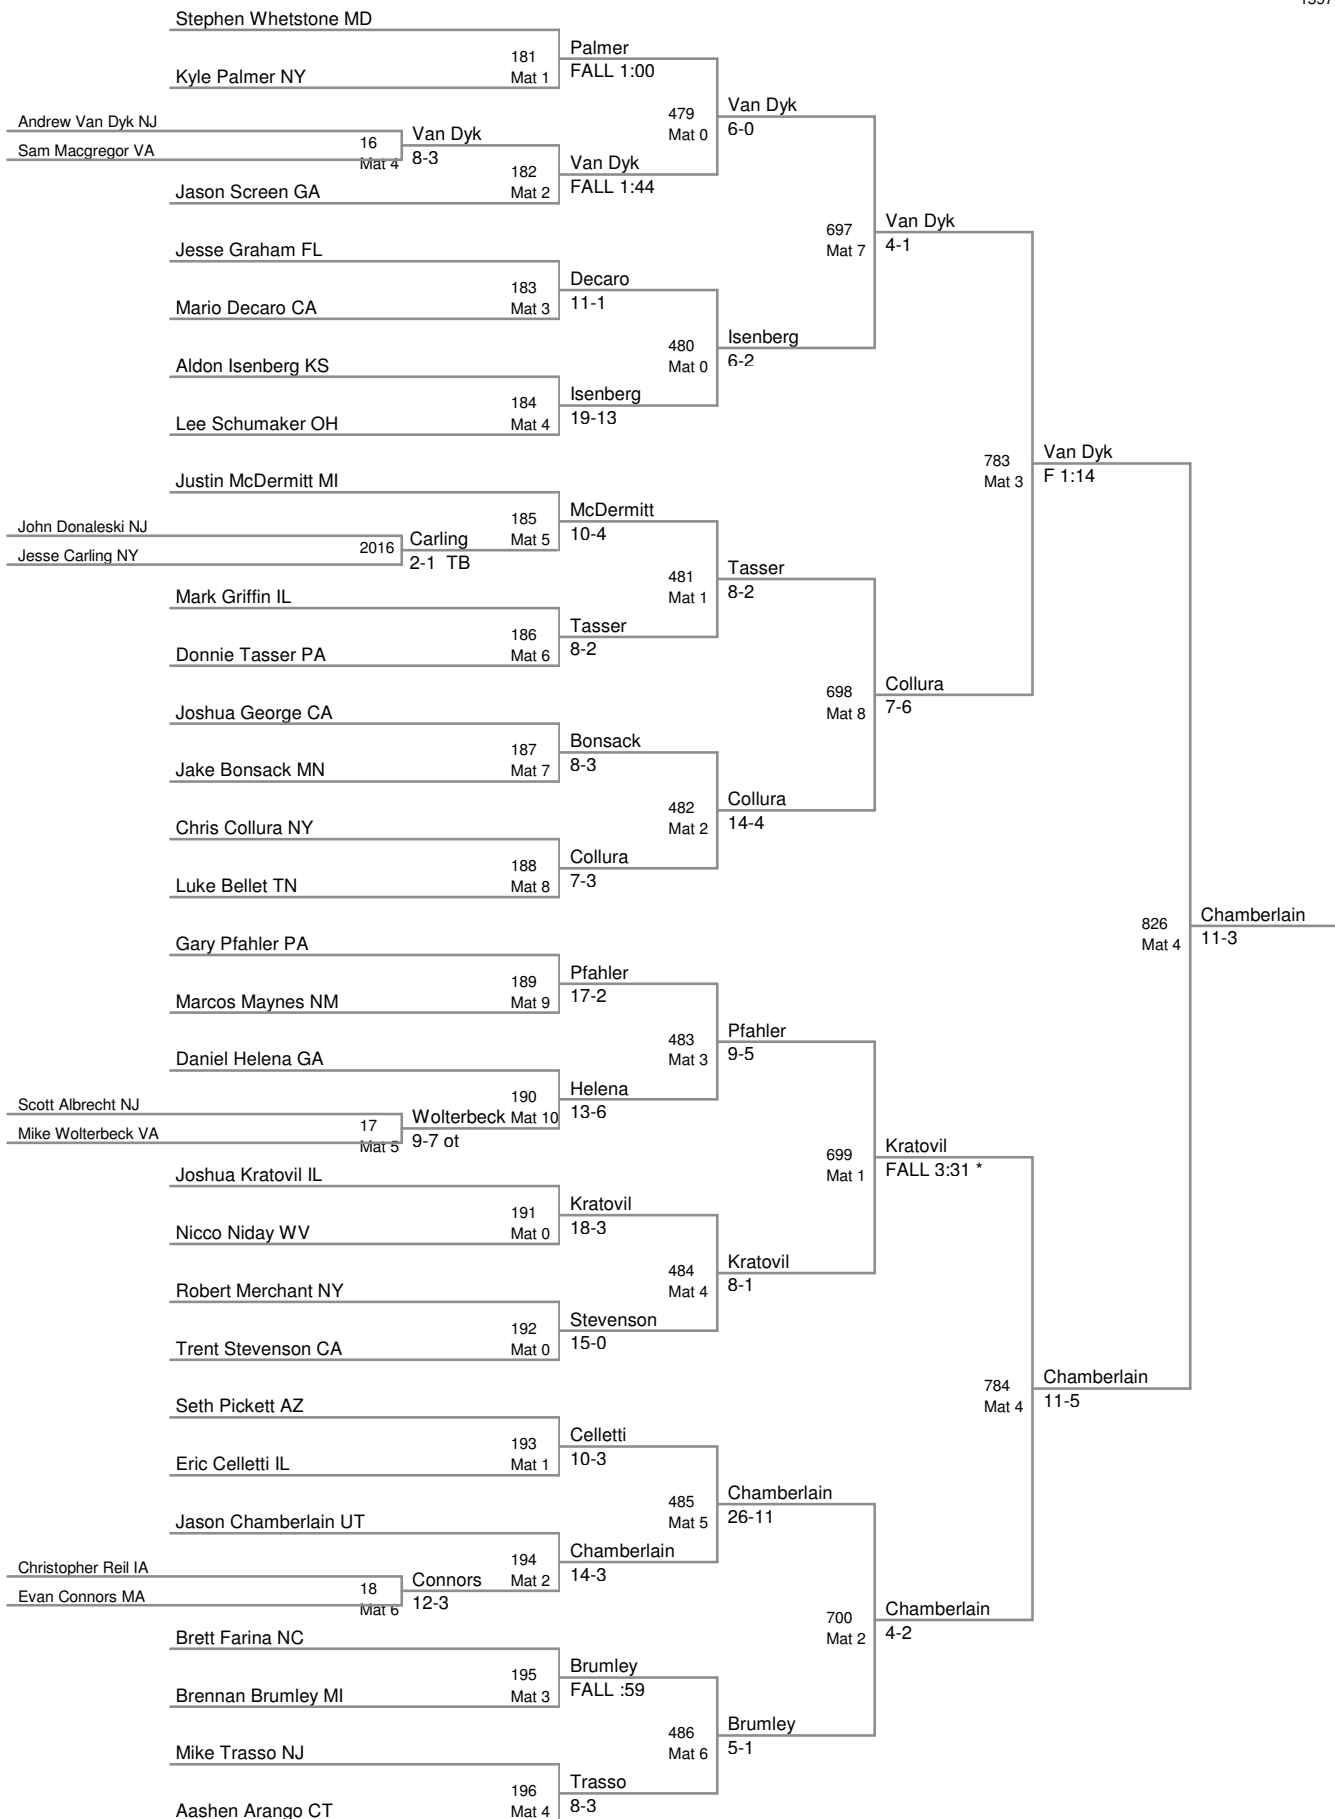 Stephen Whetstone MD
181
Mat 1
Palmer
FALL 1:00
Kyle Palmer NY
479
Mat 0
Van Dyk
6-0
Andrew Van Dyk NJ
Sam Macgregor VA
16
Mat 4
Van Dyk
8-3
182
Mat 2
Van Dyk
FALL 1:44
Jason Screen GA
697
Mat 7
Van Dyk
4-1
Jesse Graham FL
183
Mat 3
Decaro
11-1
Mario Decaro CA
480
Mat 0
Isenberg
6-2
Aldon Isenberg KS
184
Mat 4
Isenberg
19-13
Lee Schumaker OH
783
Mat 3
Van Dyk
F 1:14
Justin McDermitt MI
185
Mat 5
McDermitt
10-4
John Donaleski NJ
Jesse Carling NY
2016
Carling
2-1 TB
481
Mat 1
Tasser
8-2
Mark Griffin IL
186
Mat 6
Tasser
8-2
Donnie Tasser PA
698
Mat 8
Collura
7-6
Joshua George CA
187
Mat 7
Bonsack
8-3
Jake Bonsack MN
482
Mat 2
Collura
14-4
Chris Collura NY
188
Mat 8
Collura
7-3
Luke Bellet TN
826
Mat 4
Chamberlain
11-3
Gary Pfahler PA
189
Mat 9
Pfahler
17-2
Marcos Maynes NM
483
Mat 3
Pfahler
9-5
Daniel Helena GA
190
Mat 10
Helena
13-6
Scott Albrecht NJ
Mike Wolterbeck VA
17
Mat 5
Wolterbeck
9-7 ot
699
Mat 1
Kratovil
FALL 3:31 *
Joshua Kratovil IL
191
Mat 0
Kratovil
18-3
Nicco Niday WV
484
Mat 4
Kratovil
8-1
Robert Merchant NY
192
Mat 0
Stevenson
15-0
Trent Stevenson CA
784
Mat 4
Chamberlain
11-5
Seth Pickett AZ
193
Mat 1
Celletti
10-3
Eric Celletti IL
485
Mat 5
Chamberlain
26-11
Jason Chamberlain UT
194
Mat 2
Chamberlain
14-3
Christopher Reil IA
Evan Connors MA
18
Mat 6
Connors
12-3
700
Mat 2
Chamberlain
4-2
Brett Farina NC
195
Mat 3
Brumley
FALL :59
Brennan Brumley MI
486
Mat 6
Brumley
5-1
Mike Trasso NJ
196
Mat 4
Trasso
8-3
Aashen Arango CT